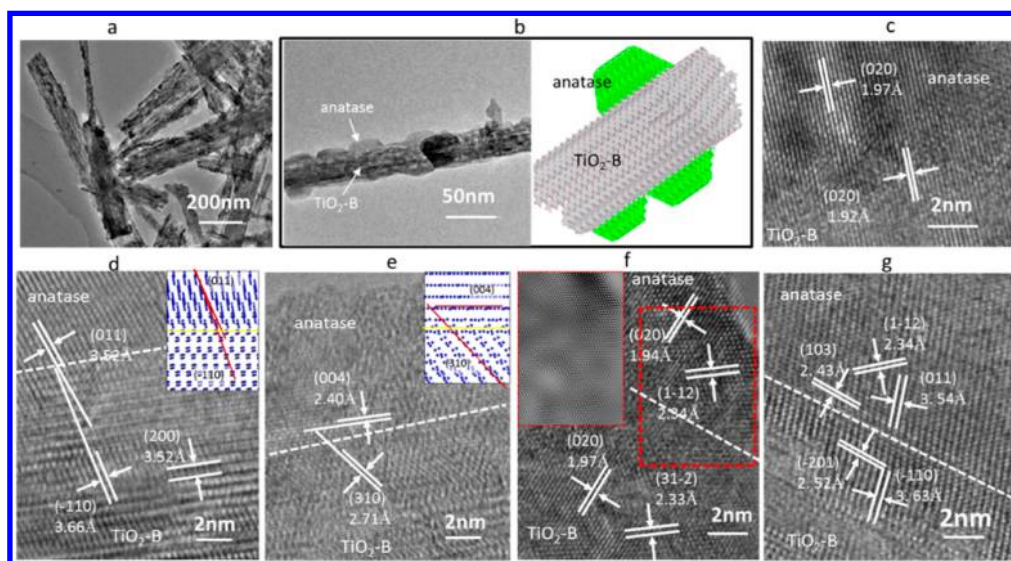 a
200nm
b
anatase
TiO2-B
50nm
anatase
TiO2-B
c
(020)
1.97Å
anatase
(020)
1.92Å
TiO2-B
2nm
d
anatase
(011)
3.52Å
(011)
(-110)
(200)
3.52Å
(-110)
3.66Å
TiO2-B
2nm
e
anatase
(004)
(310)
(004)
2.40Å
(310)
2.71Å
TiO2-B
2nm
f
anatase
(020)
1.94Å
(1-12)
2.34Å
(020)
1.97Å
(31-2)
2.33Å
TiO2-B
2nm
g
anatase
(1-12)
2.34Å
(103)
2.43Å
(011)
3.54Å
(-201)
2.52Å
(-110)
3.63Å
TiO2-B
2nm